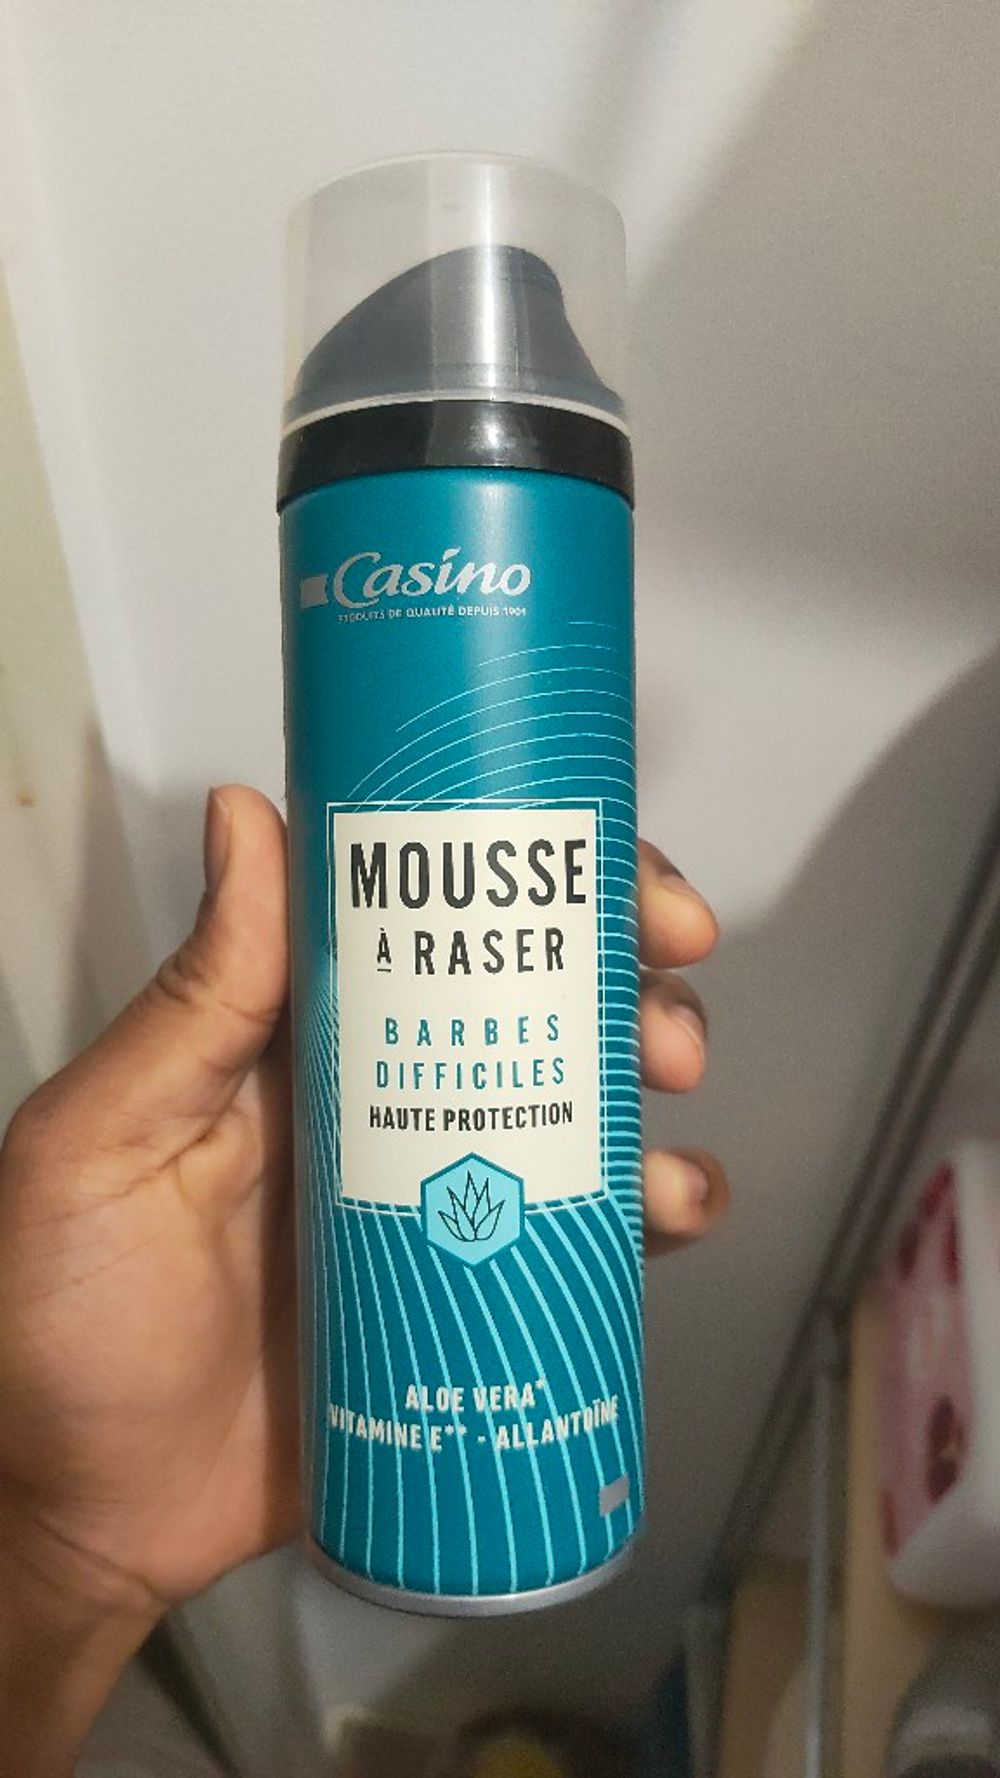 Casino
PRODUITS DE QUALITÉ DEPUIS 1901
MOUSSE
À RASER
BARBES
DIFFICILES
HAUTE PROTECTION
ALOE VERA*
VITAMINE E** - ALLANTOÏNE